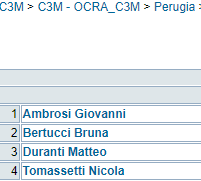 C3M > C3M - OCRA_C3M > Perugia >
1 Ambrosi Giovanni
2 Bertucci Bruna
3 Duranti Matteo
4 Tomassetti Nicola